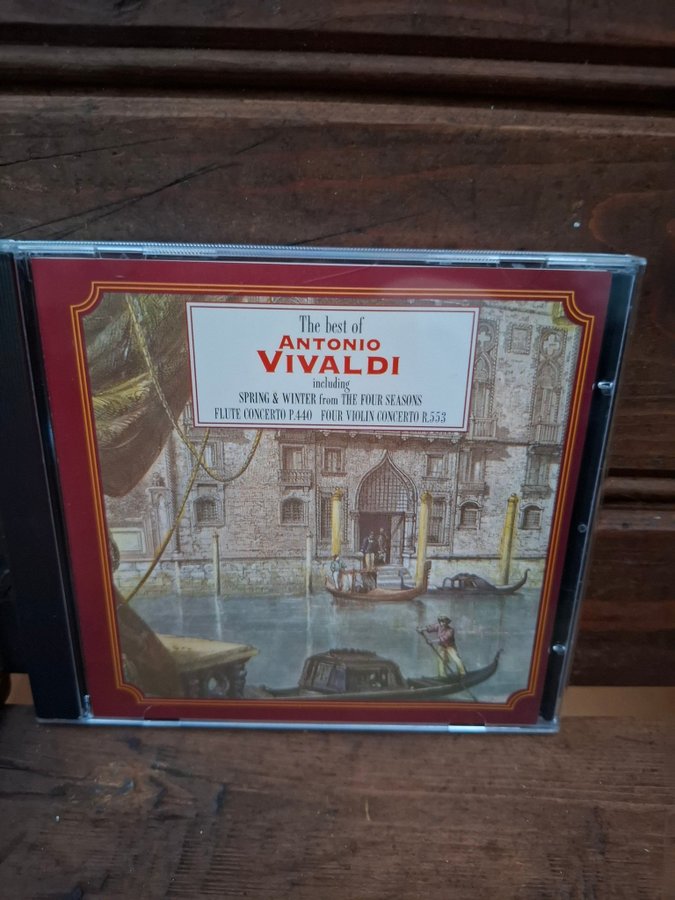 The best of
ANTONIO
VIVALDI
including
SPRING & WINTER from THE FOUR SEASONS
FLUTE CONCERTO P.440 FOUR VIOLIN CONCERTO R.553